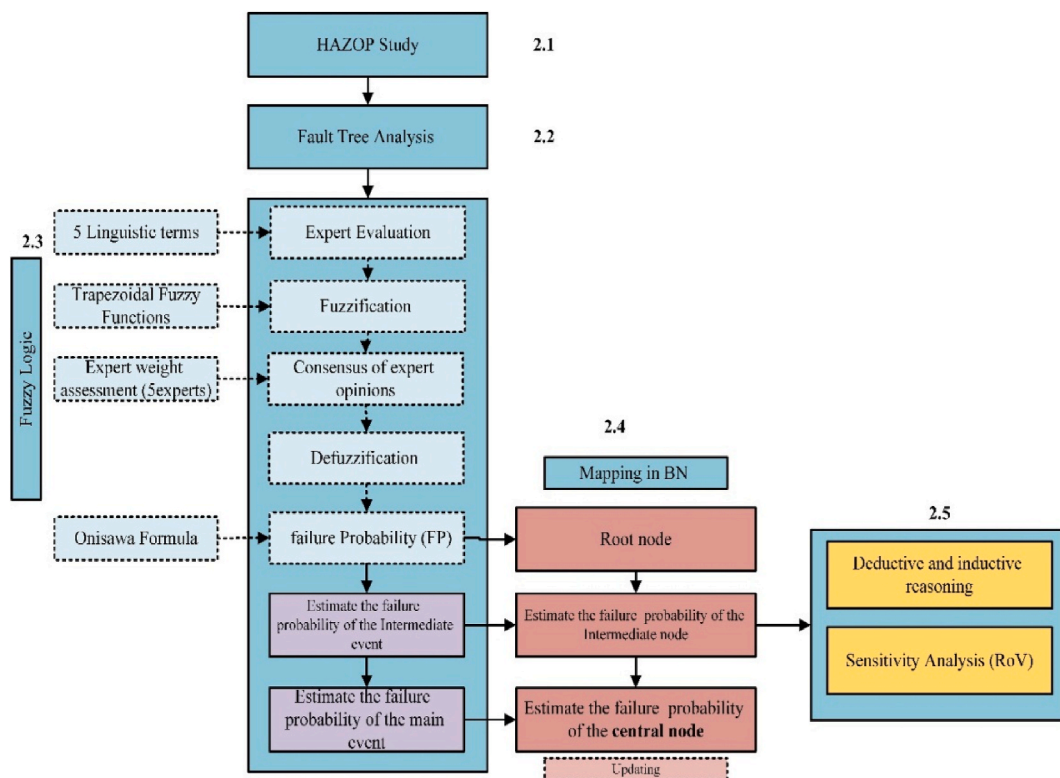 HAZOP Study
2.1
Fault Tree Analysis
2.2
2.3
Fuzzy Logic
5 Linguistic terms
Expert Evaluation
Trapezoidal Fuzzy
Functions
Fuzzification
Expert weight
assessment (5experts)
Consensus of expert
opinions
Defuzzification
Onisawa Formula
failure Probability (FP)
Estimate the failure
probability of the Intermediate
event
Estimate the failure
probability of the main
event
2.4
Mapping in BN
Root node
Estimate the failure probability of the
Intermediate node
Estimate the failure probability
of the central node
Updating
2.5
Deductive and inductive
reasoning
Sensitivity Analysis (RoV)